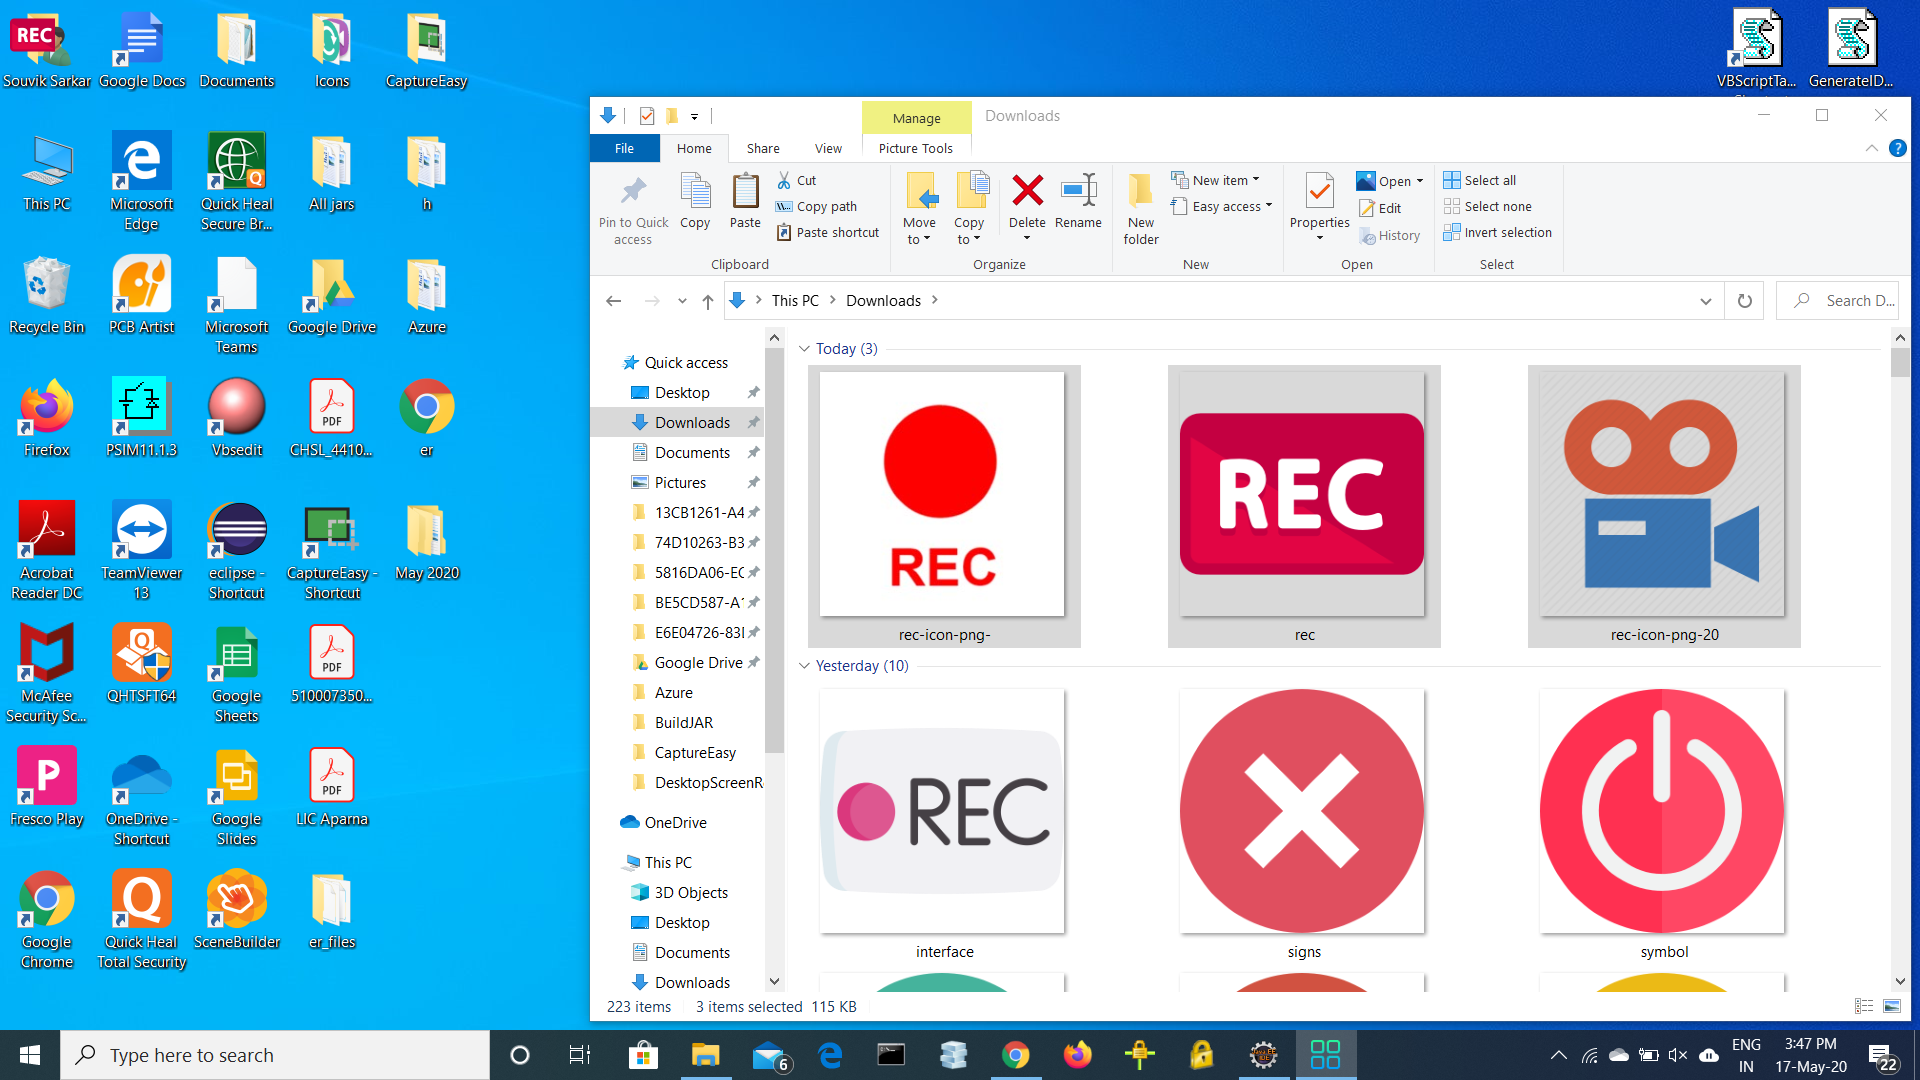 REC
Souvik Sarkar
Google Docs
Documents
Icons
CaptureEasy
VBScriptTa...
GenerateID...
This PC
Microsoft
Edge
Quick Heal
Secure Br...
All jars
h
Recycle Bin
PCB Artist
Microsoft
Teams
Google Drive
Azure
Firefox
PSIM11.1.3
Vbsedit
PDF
CHSL_4410...
er
Acrobat
Reader DC
TeamViewer
13
eclipse -
Shortcut
CaptureEasy -
Shortcut
May 2020
McAfee
Security Sc...
QHTSFT64
Google
Sheets
PDF
510007350...
Fresco Play
OneDrive -
Shortcut
Google
Slides
PDF
LIC Aparna
Google
Chrome
Quick Heal
Total Security
SceneBuilder
er_files
Manage
Downloads
File
Home
Share
View
Picture Tools
Pin to Quick
access
Copy
Paste
Cut
Copy path
Paste shortcut
Clipboard
Move
to
Copy
to
Delete
Rename
Organize
New
folder
New item
Easy access
New
Properties
Open
Edit
History
Open
Select all
Select none
Invert selection
Select
This PC
Downloads
Search D...
Quick access
Desktop
Downloads
Documents
Pictures
13CB1261-A4
74D10263-B3
5816DA06-EC
BE5CD587-A1
E6E04726-83
Google Drive
Azure
BuildJAR
CaptureEasy
DesktopScreenR
OneDrive
This PC
3D Objects
Desktop
Documents
Downloads
Today (3)
REC
rec-icon-png-
REC
rec
rec-icon-png-20
Yesterday (10)
REC
interface
signs
symbol
223 items
3 items selected 115 KB
Type here to search
6
ENG
IN
3:47 PM
17-May-20
22